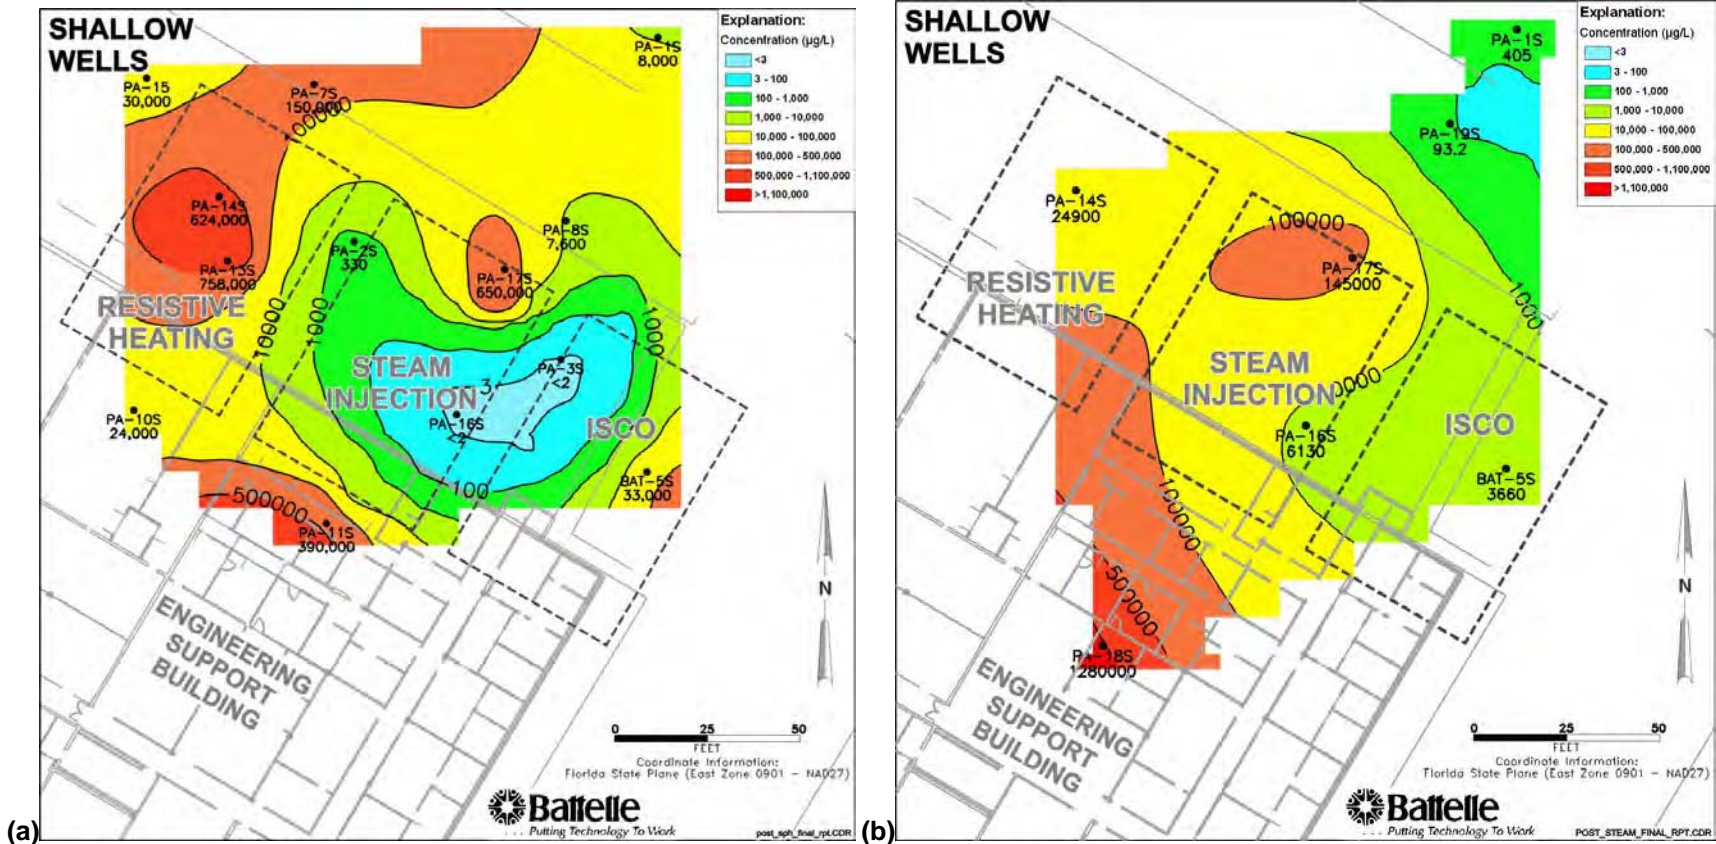 SHALLOW
WELLS
Explanation:
Concentration (µg/L)
<3
3 - 100
100 - 1,000
1,000 - 10,000
10,000 - 100,000
100,000 - 500,000
500,000 - 1,100,000
>1,100,000
PA-1S
8,000
PA-15
30,000
PA-7S
150,000
100000
PA-14S
624,000
PA-13S
758,000
PA-2S
330
PA-8S
7,600
PA-17S
650,000
RESISTIVE
HEATING
10000
1000
1000
STEAM
INJECTION
3
PA-3S
<2
PA-16S
<2
ISCO
PA-10S
24,000
BAT-5S
33,000
100
500000
PA-11S
390,000
ENGINEERING
SUPPORT
BUILDING
N
0 25 50
FEET
Coordinate Information:
Florida State Plane (East Zone 0901 - NAD27)
Battelle
. . . Putting Technology To Work
post_sph_final_rpt.CDR
(a)
SHALLOW
WELLS
Explanation:
Concentration (µg/L)
<3
3 - 100
100 - 1,000
1,000 - 10,000
10,000 - 100,000
100,000 - 500,000
500,000 - 1,100,000
>1,100,000
PA-1S
405
PA-19S
93.2
PA-14S
24900
100000
PA-17S
145000
1000
RESISTIVE
HEATING
STEAM
INJECTION
10000
ISCO
PA-16S
6130
BAT-5S
3660
100000
500000
PA-18S
1280000
ENGINEERING
SUPPORT
BUILDING
N
0 25 50
FEET
Coordinate Information:
Florida State Plane (East Zone 0901 - NAD27)
Battelle
. . . Putting Technology To Work
POST_STEAM_FINAL_RPT.CDR
(b)